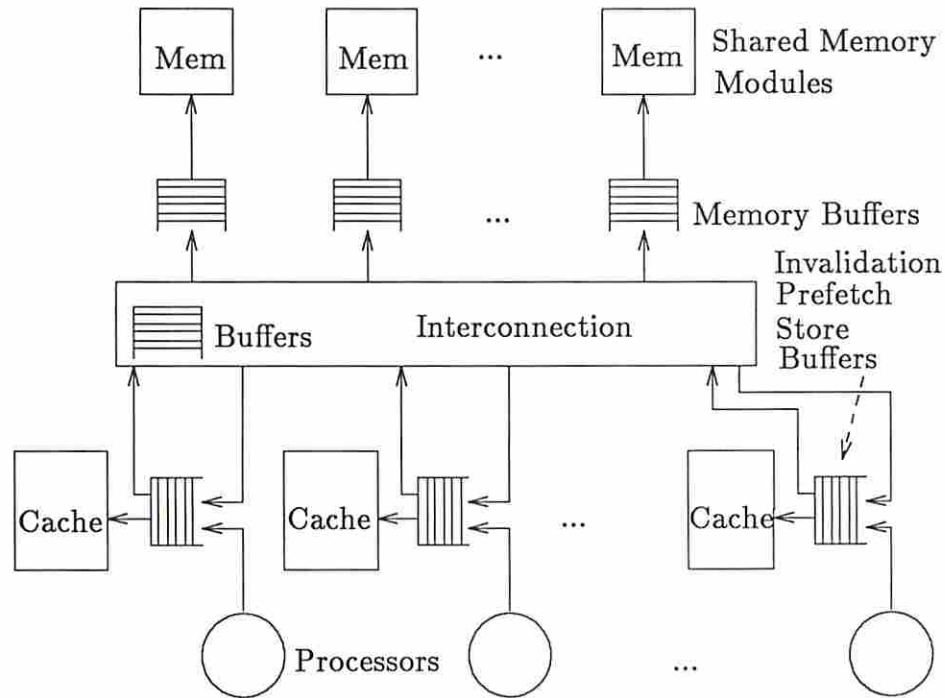 Mem
Mem
...
Mem
Shared Memory
Modules
...
Memory Buffers
Invalidation
Prefetch
Store
Buffers
Buffers
Interconnection
Cache
Cache
...
Cache
Processors
...